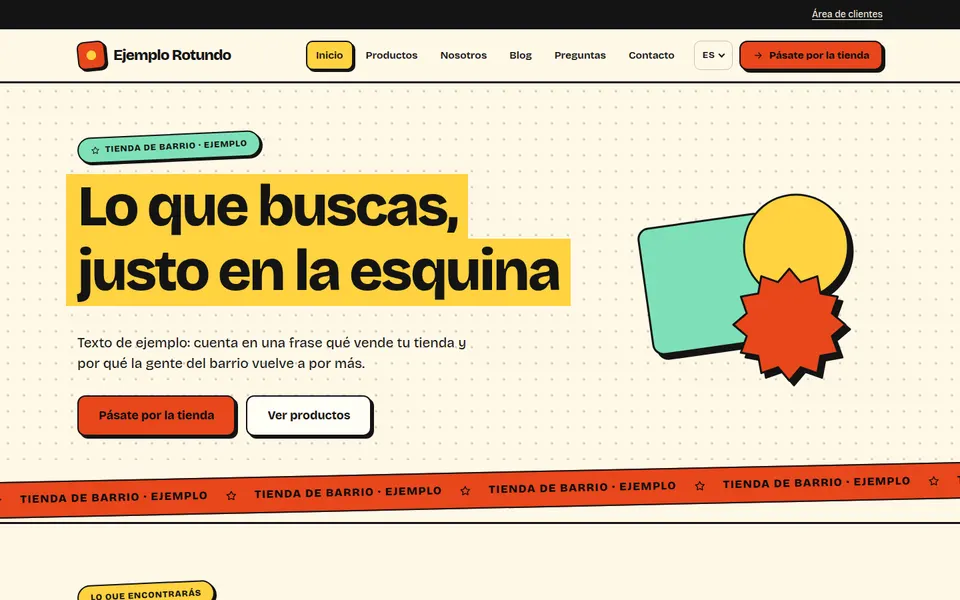 Área de clientes
Ejemplo Rotundo
Inicio
Productos
Nosotros
Blog
Preguntas
Contacto
ES
→ Pásate por la tienda
TIENDA DE BARRIO · EJEMPLO
Lo que buscas,
justo en la esquina
Texto de ejemplo: cuenta en una frase qué vende tu tienda y
por qué la gente del barrio vuelve a por más.
Pásate por la tienda
Ver productos
TIENDA DE BARRIO · EJEMPLO ☆ TIENDA DE BARRIO · EJEMPLO ☆ TIENDA DE BARRIO · EJEMPLO ☆ TIENDA DE BARRIO · EJEMPLO ☆
LO QUE ENCONTRARÁS